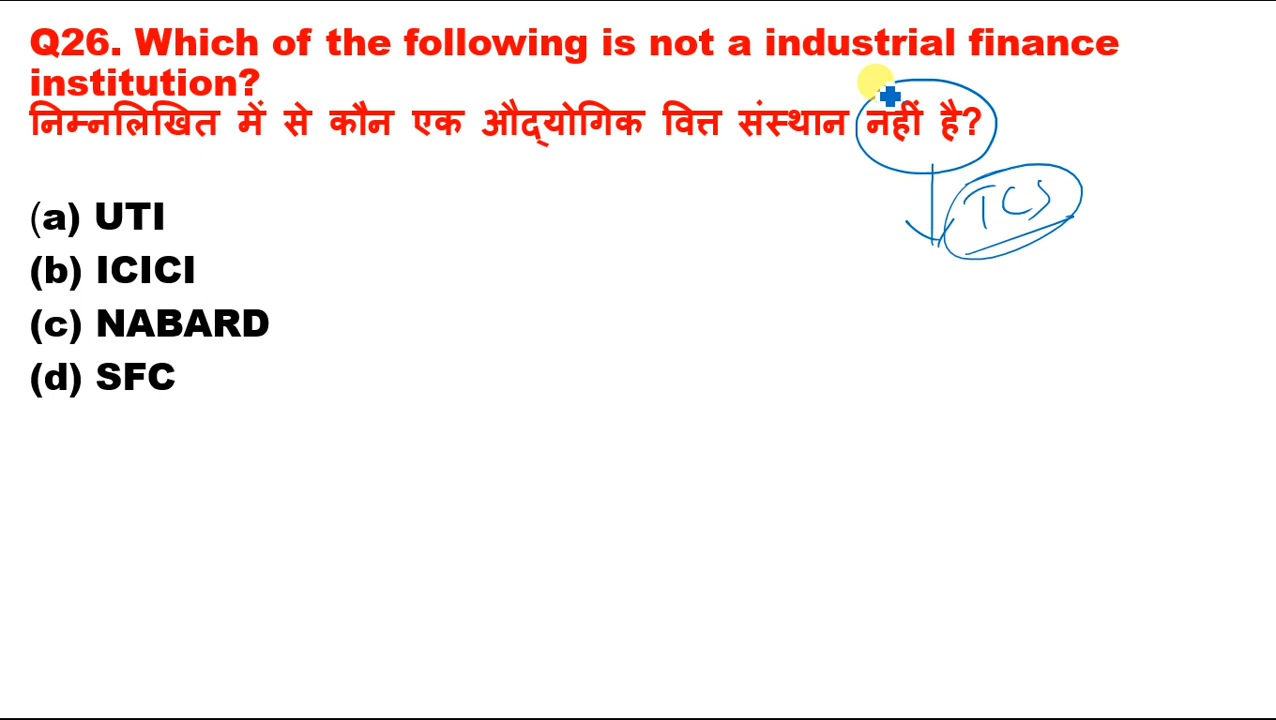 Q26. Which of the following is not a industrial finance
institution?
निम्नलिखित में से कौन एक औद्योगिक वित्त संस्थान नहीं है?
TCS
(a) UTI
(b) ICICI
(c) NABARD
(d) SFC